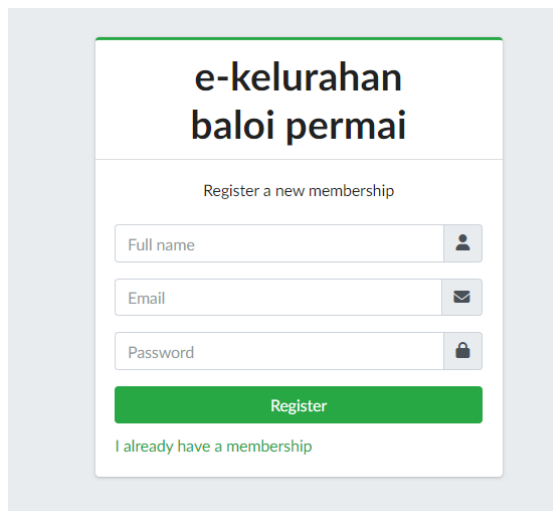 e-kelurahan
baloi permai
Register a new membership
Full name
Email
Password
Register
I already have a membership